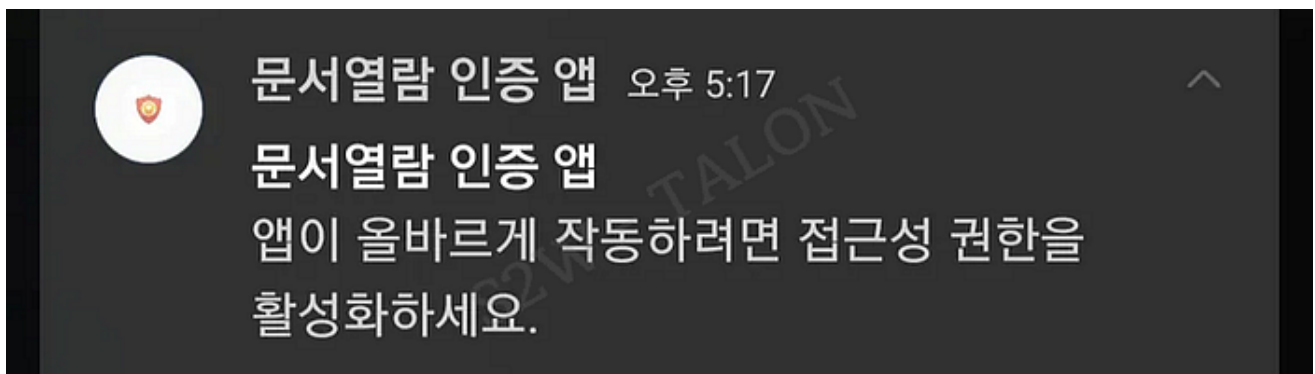 문서열람 인증 앱 오후 5:17
문서열람 인증 앱
앱이 올바르게 작동하려면 접근성 권한을
활성화하세요.
S2W TALON